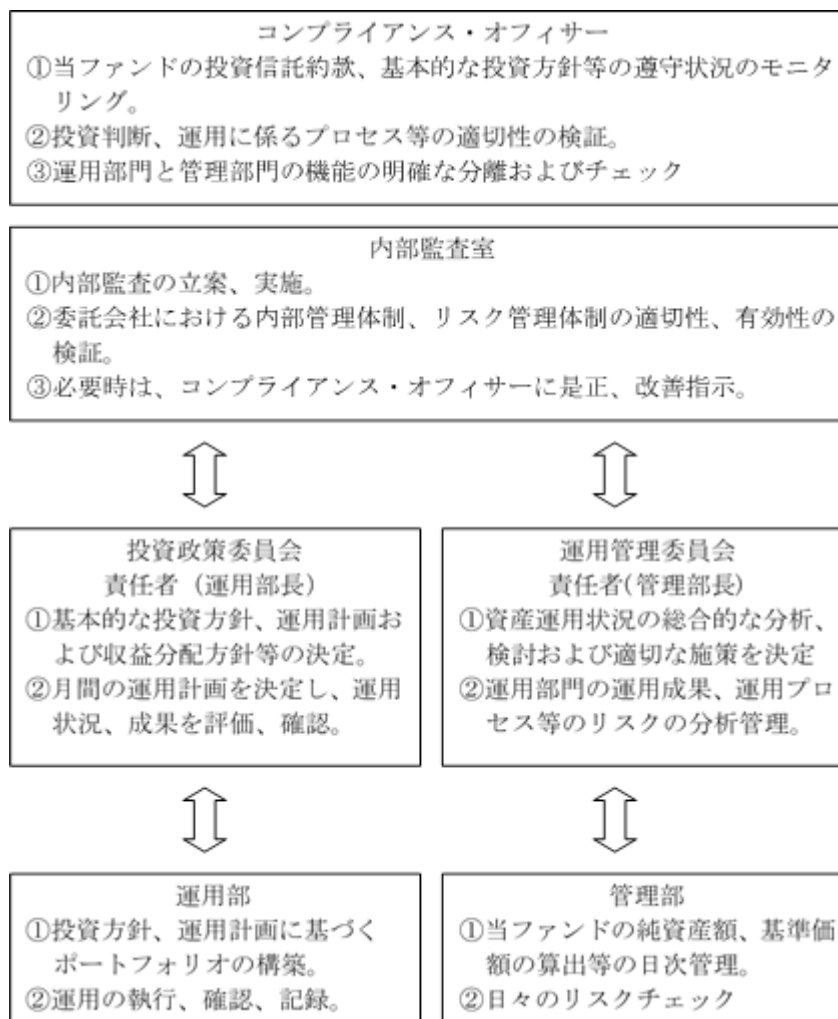 コンプライアンス・オフィサー
①当ファンドの投資信託約款、基本的な投資方針等の遵守状況のモニタ
リング。
②投資判断、運用に係るプロセス等の適切性の検証。
③運用部門と管理部門の機能の明確な分離およびチェック
内部監査室
①内部監査の立案、実施。
②委託会社における内部管理体制、リスク管理体制の適切性、有効性の
検証。
③必要時は、コンプライアンス・オフィサーに是正、改善指示。
投資政策委員会
責任者（運用部長）
①基本的な投資方針、運用計画お
よび収益分配方針等の決定。
②月間の運用計画を決定し、運用
状況、成果を評価、確認。
運用管理委員会
責任者(管理部長)
①資産運用状況の総合的な分析、
検討および適切な施策を決定
②運用部門の運用成果、運用プロ
セス等のリスクの分析管理。
運用部
①投資方針、運用計画に基づく
ポートフォリオの構築。
②運用の執行、確認、記録。
管理部
①当ファンドの純資産額、基準価
額の算出等の日次管理。
②日々のリスクチェック